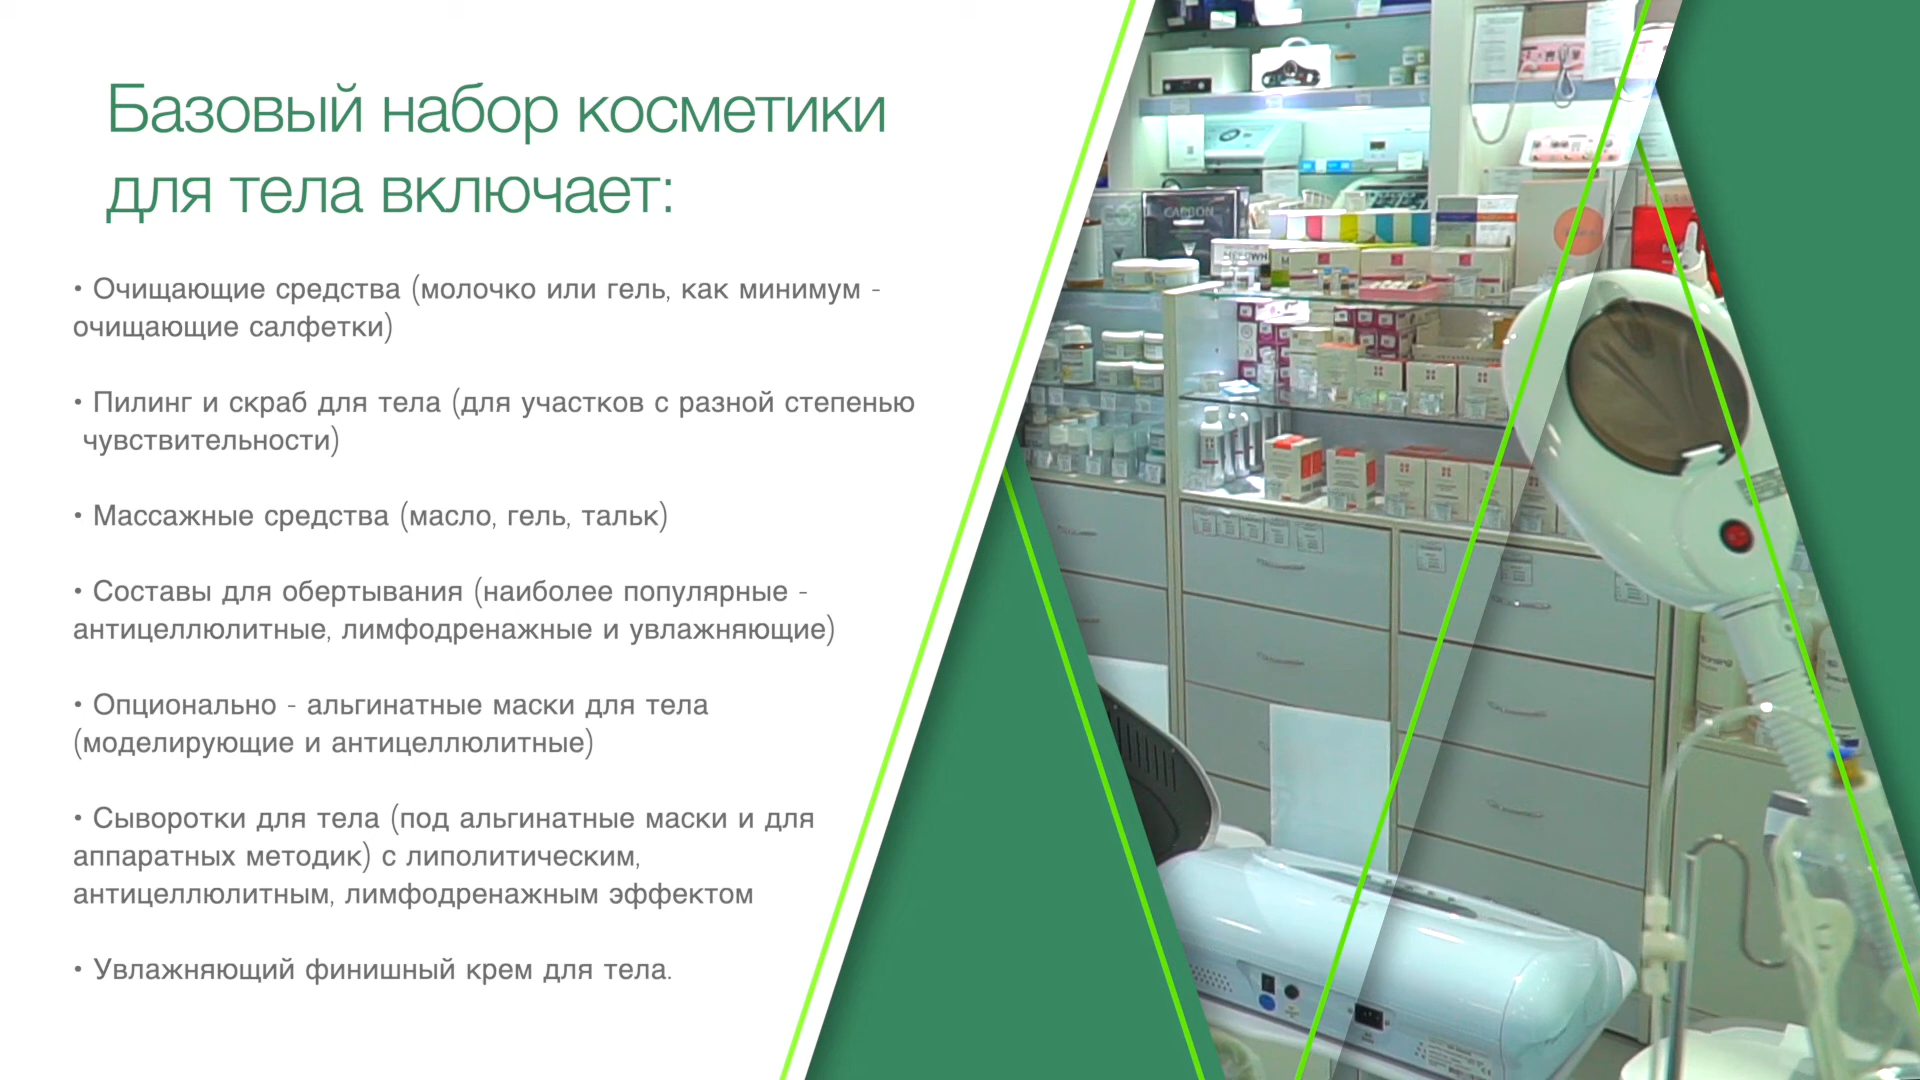 Базовый набор косметики
для тела включает:
• Очищающие средства (молочко или гель, как минимум -
очищающие салфетки)
• Пилинг и скраб для тела (для участков с разной степенью
чувствительности)
• Массажные средства (масло, гель, тальк)
• Составы для обертывания (наиболее популярные -
антицеллюлитные, лимфодренажные и увлажняющие)
• Опционально - альгинатные маски для тела
(моделирующие и антицеллюлитные)
• Сыворотки для тела (под альгинатные маски и для
аппаратных методик) с липолитическим,
антицеллюлитным, лимфодренажным эффектом
• Увлажняющий финишный крем для тела.
CARBON